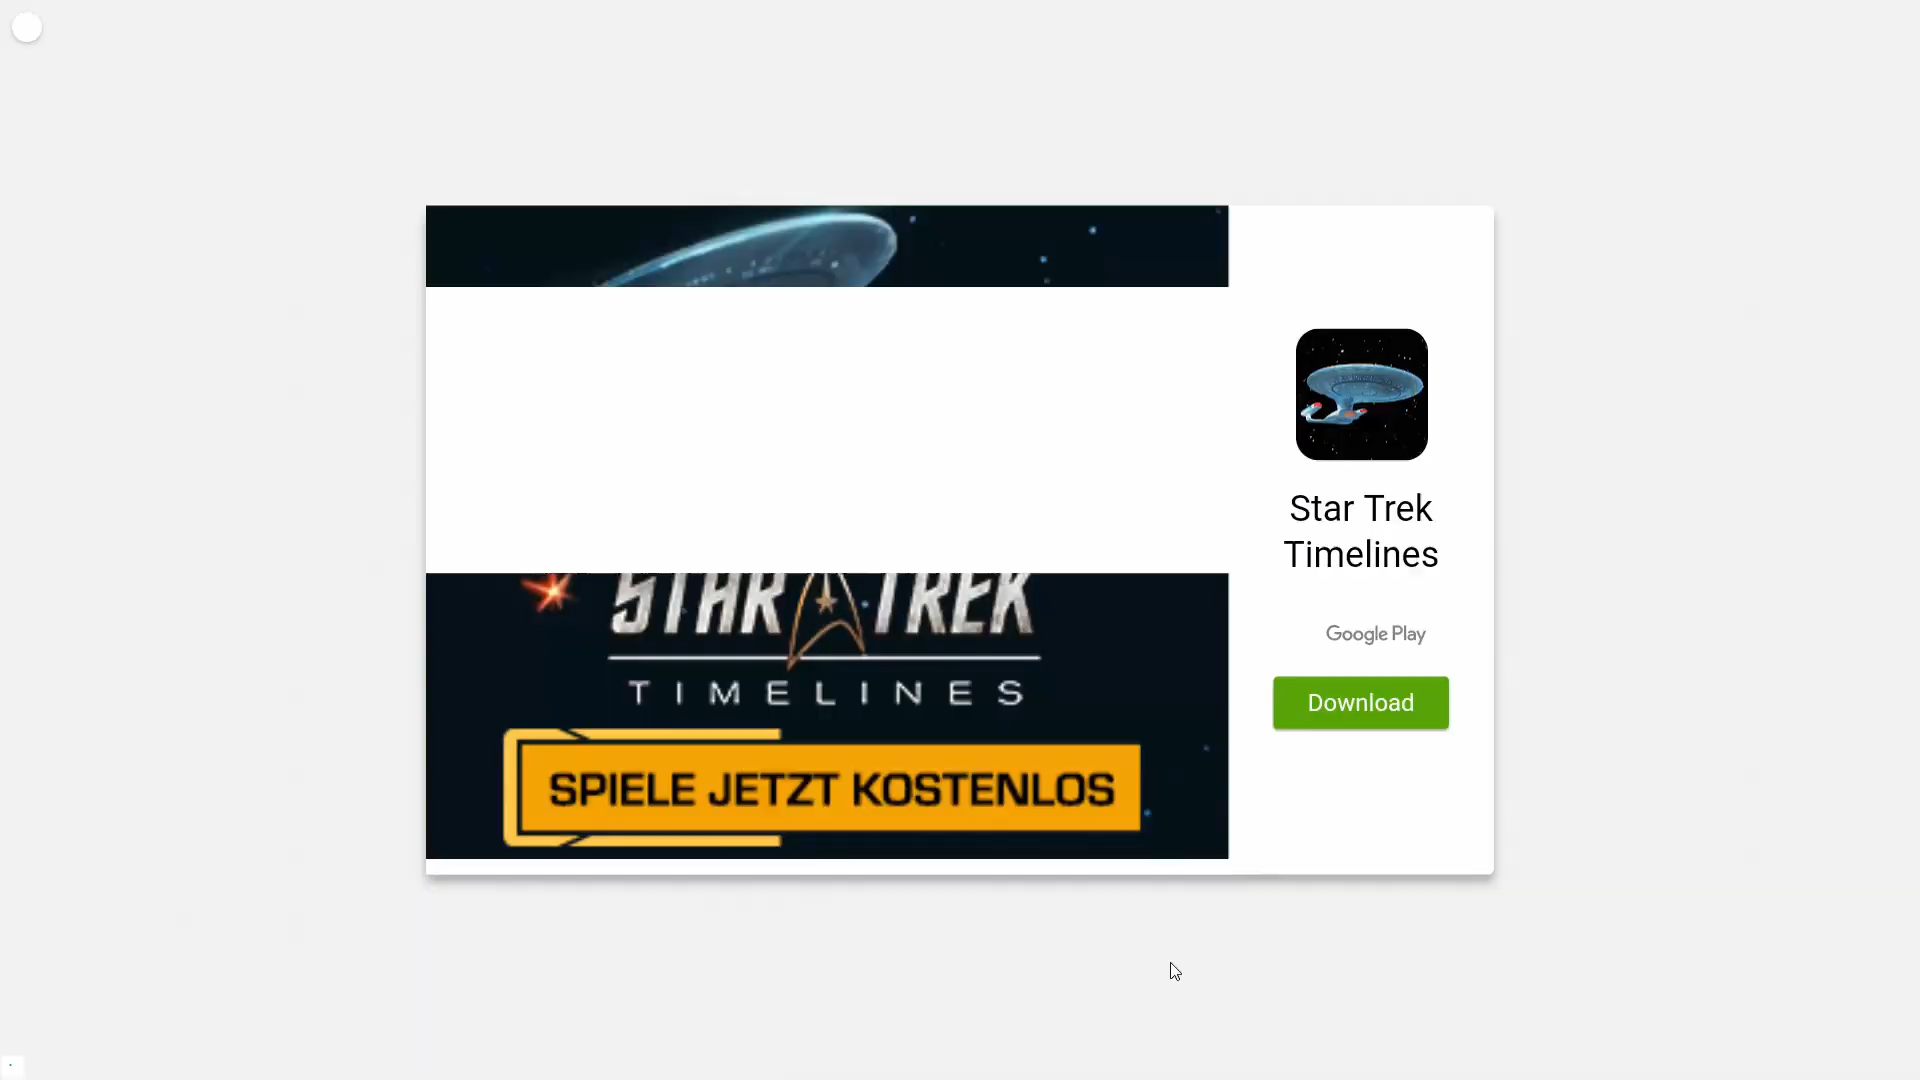 STAR TREK
TIMELINES
SPIELE JETZT KOSTENLOS
Star Trek
Timelines
Google Play
Download